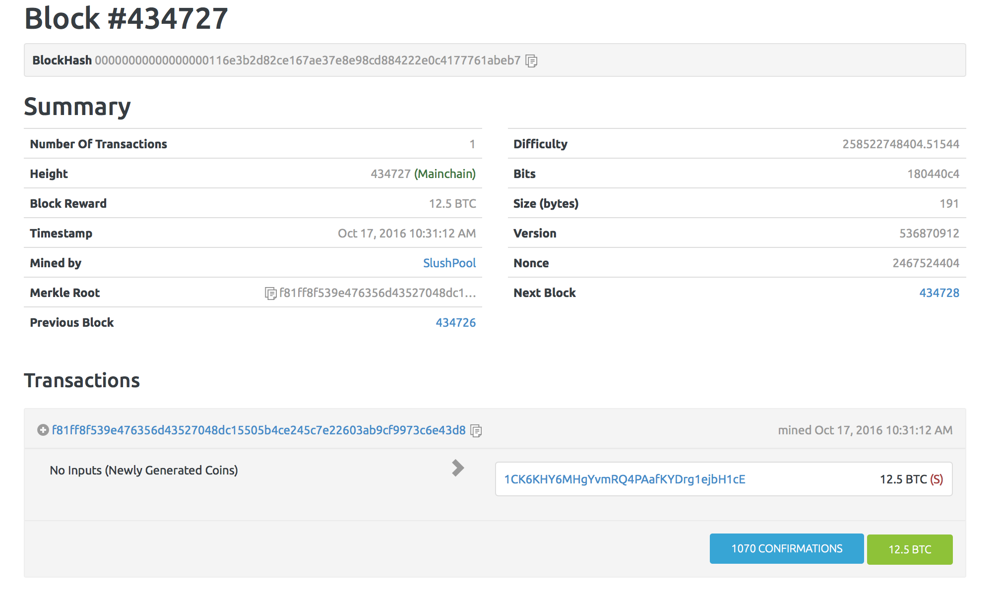 Block #434727
BlockHash 00000000000000000116e3b2d82ce167ae37e8e98cd884222e0c4177761abeb7
Summary
Number Of Transactions 1
Height 434727 (Mainchain)
Block Reward 12.5 BTC
Timestamp Oct 17, 2016 10:31:12 AM
Mined by SlushPool
Merkle Root f81ff8f539e476356d43527048dc1...
Previous Block 434726
Difficulty 258522748404.51544
Bits 180440c4
Size (bytes) 191
Version 536870912
Nonce 2467524404
Next Block 434728
Transactions
f81ff8f539e476356d43527048dc15505b4ce245c7e22603ab9cf9973c6e43d8 mined Oct 17, 2016 10:31:12 AM
No Inputs (Newly Generated Coins)
1CK6KHY6MHgYvmRQ4PAafKYDrg1ejbH1cE 12.5 BTC (S)
1070 CONFIRMATIONS 12.5 BTC